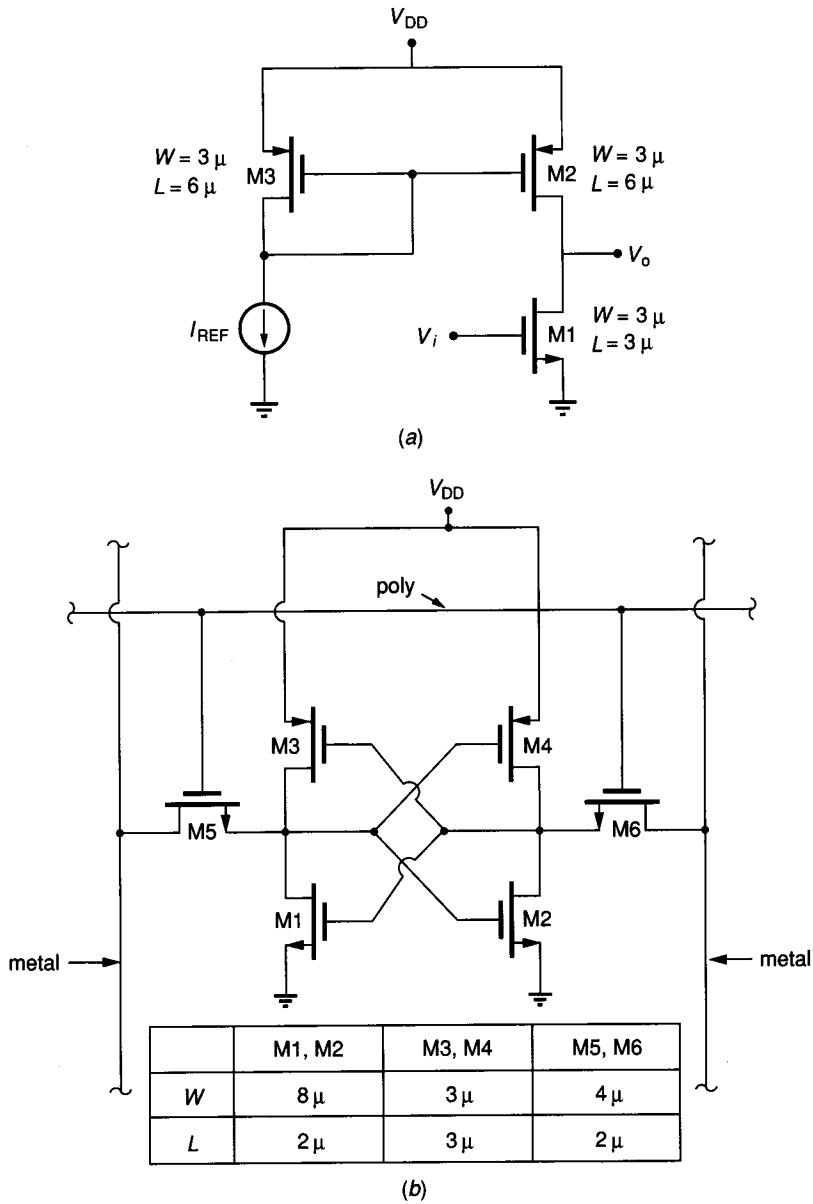 V_DD
W = 3 μ
L = 6 μ
M3
M2
W = 3 μ
L = 6 μ
V_o
I_REF
V_i
M1
W = 3 μ
L = 3 μ
(a)
V_DD
poly
M3
M4
M5
M6
M1
M2
metal
metal
M1, M2 M3, M4 M5, M6
W 8 μ 3 μ 4 μ
L 2 μ 3 μ 2 μ
(b)